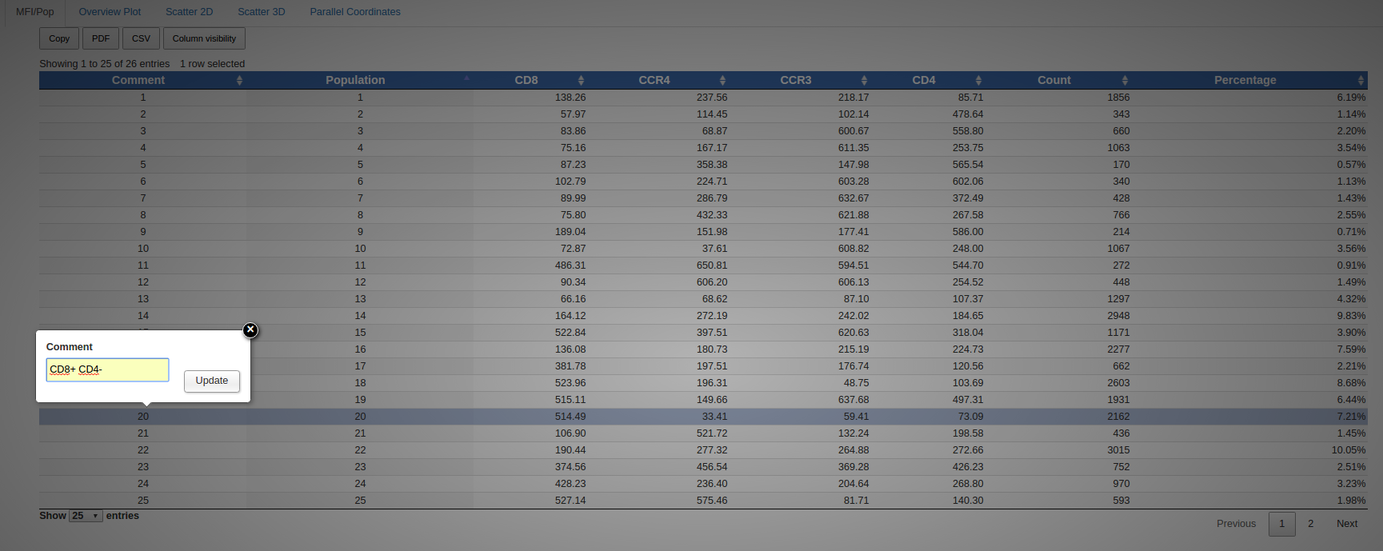 MFI/Pop Overview Plot Scatter 2D Scatter 3D Parallel Coordinates
Copy PDF CSV Column visibility
Showing 1 to 25 of 26 entries 1 row selected
Comment Population CD8 CCR4 CCR3 CD4 Count Percentage
1 1 138.26 237.56 218.17 85.71 1856 6.19%
2 2 57.97 114.45 102.14 478.64 343 1.14%
3 3 83.86 68.87 600.67 558.80 660 2.20%
4 4 75.16 167.17 611.35 253.75 1063 3.54%
5 5 87.23 358.38 147.98 565.54 170 0.57%
6 6 102.79 224.71 603.28 602.06 340 1.13%
7 7 89.99 286.79 632.67 372.49 428 1.43%
8 8 75.80 432.33 621.88 267.58 766 2.55%
9 9 189.04 151.98 177.41 586.00 214 0.71%
10 10 72.87 37.61 608.82 248.00 1067 3.56%
11 11 486.31 650.81 594.51 544.70 272 0.91%
12 12 90.34 606.20 606.13 254.52 448 1.49%
13 13 66.16 68.62 87.10 107.37 1297 4.32%
14 14 164.12 272.19 242.02 184.65 2948 9.83%
15 522.84 397.51 620.63 318.04 1171 3.90%
Comment
16 136.08 180.73 215.19 224.73 2277 7.59%
CD8+ CD4-
17 381.78 197.51 176.74 120.56 662 2.21%
Update
18 523.96 196.31 48.75 103.69 2603 8.68%
19 515.11 149.66 637.68 497.31 1931 6.44%
20 20 514.49 33.41 59.41 73.09 2162 7.21%
21 21 106.90 521.72 132.24 198.58 436 1.45%
22 22 190.44 277.32 264.88 272.66 3015 10.05%
23 23 374.56 456.54 369.28 426.23 752 2.51%
24 24 428.23 236.40 204.64 268.80 970 3.23%
25 25 527.14 575.46 81.71 140.30 593 1.98%
Show 25 entries
Previous 1 2 Next